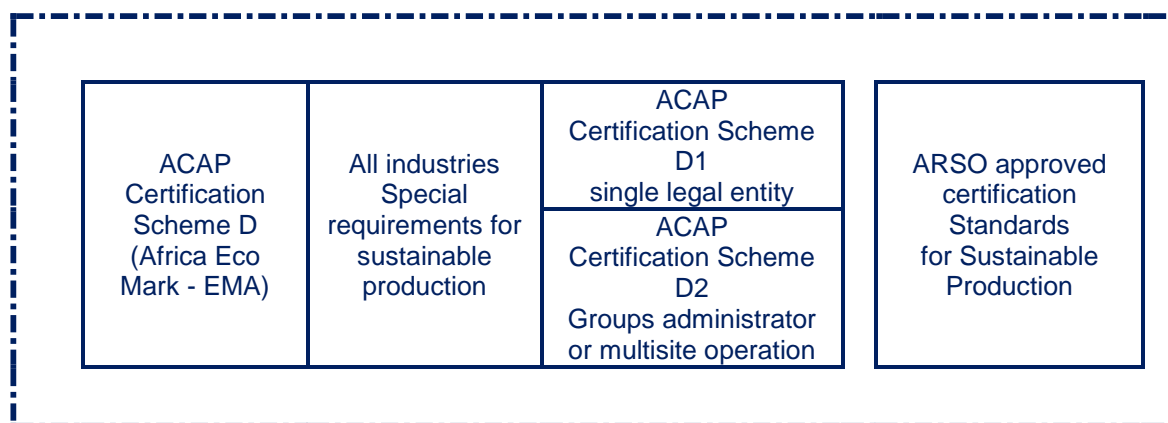 ACAP
Certification
Scheme D
(Africa Eco
Mark - EMA)
All industries
Special
requirements for
sustainable
production
ACAP
Certification Scheme
D1
single legal entity
ACAP
Certification Scheme
D2
Groups administrator
or multisite operation
ARSO approved
certification
Standards
for Sustainable
Production